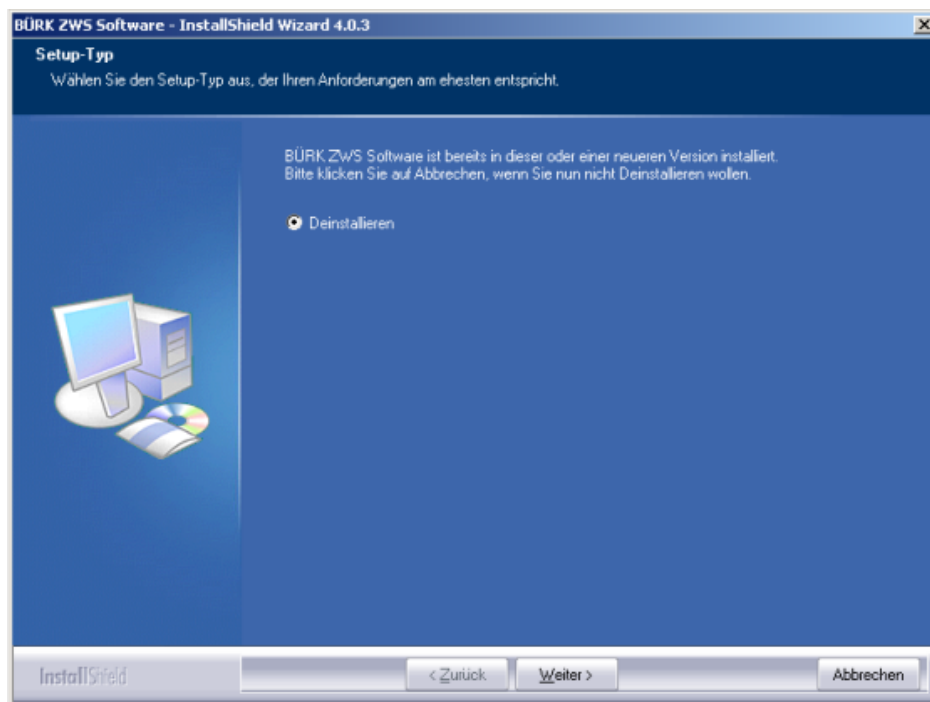 BÜRK ZWS Software - InstallShield Wizard 4.0.3
Setup-Typ
Wählen Sie den Setup-Typ aus, der Ihren Anforderungen am ehesten entspricht.
BÜRK ZWS Software ist bereits in dieser oder einer neueren Version installiert.
Bitte klicken Sie auf Abbrechen, wenn Sie nun nicht Deinstallieren wollen.
Deinstallieren
InstallShield
< Zurück
Weiter >
Abbrechen